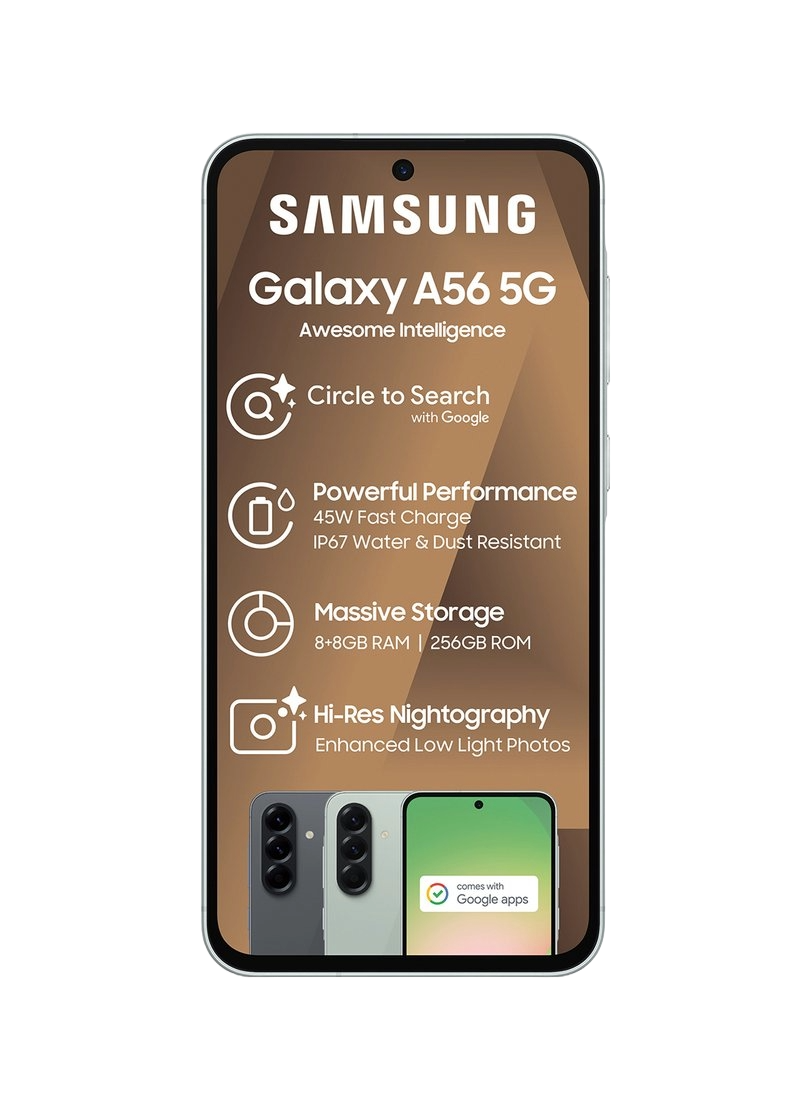 SAMSUNG
Galaxy A56 5G
Awesome Intelligence
Circle to Search
with Google
Powerful Performance
45W Fast Charge
IP67 Water & Dust Resistant
Massive Storage
8+8GB RAM | 256GB ROM
Hi-Res Nightography
Enhanced Low Light Photos
comes with
Google apps